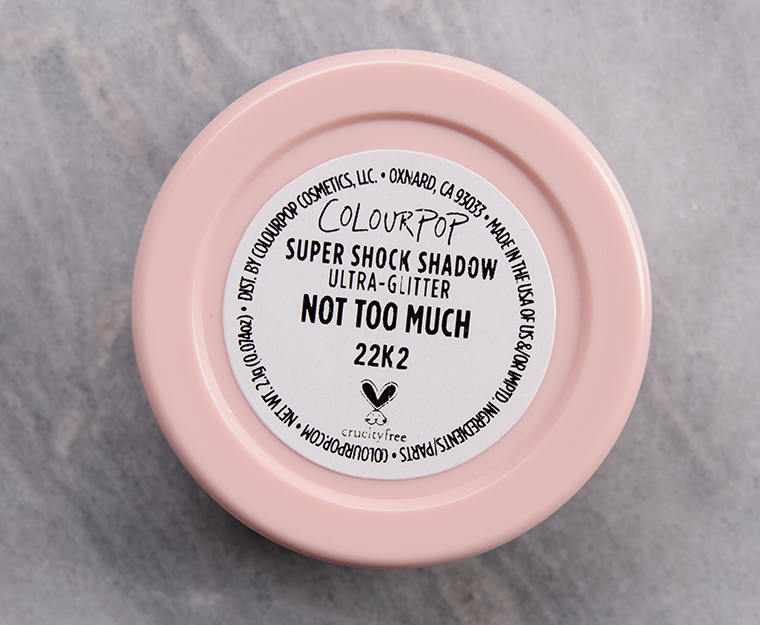 COLOURPOP
SUPER SHOCK SHADOW
ULTRA-GLITTER
NOT TOO MUCH
22K2
crueltyfree
DIST. BY COLOURPOP COSMETICS, LLC. • OXNARD, CA 93033 • MADE IN THE USA OF US &/OR IMPTD. INGREDIENTS/PARTS • COLOURPOP.COM • NET WT. 2.1g (0.074oz) •